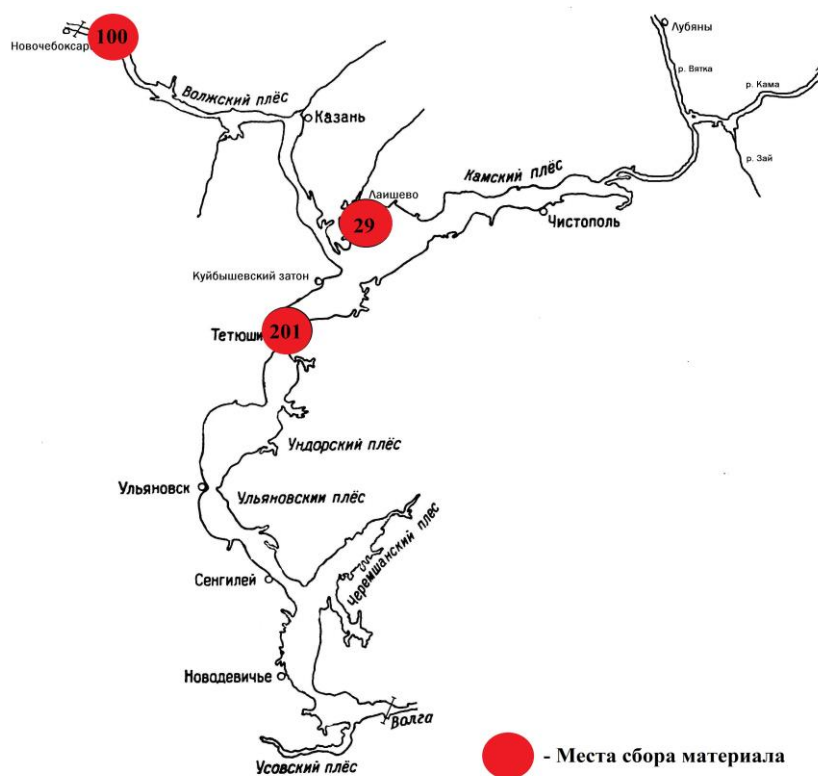 100
Новочебоксар
Лубяны
р. Вятка
р. Кама
Волжский плёс
Казань
р. Зай
Камский плёс
Лаишево
29
Чистополь
Куйбышевский затон
Тетюши
201
Ундорский плёс
Ульяновск
Ульяновский плёс
Черемшанский плес
Сенгилей
Новодевичье
Волга
Усовский плёс
- Места сбора материала